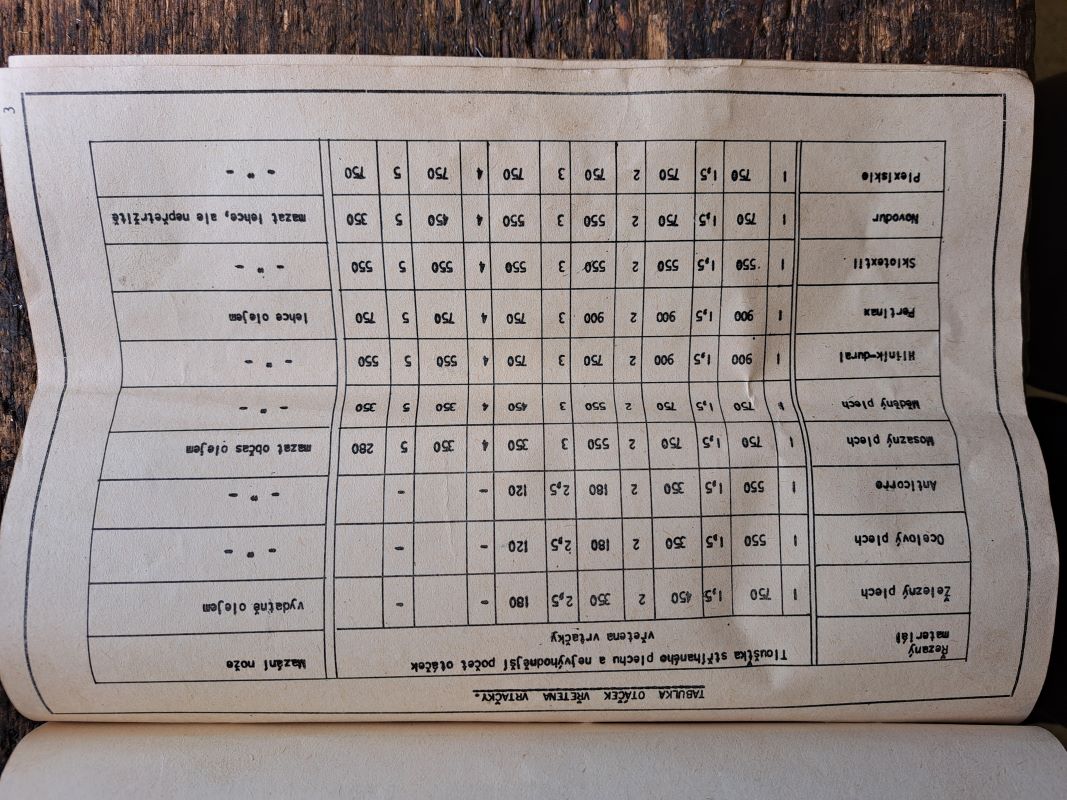 TABULKA OTÁČEK VŘETENA VRTAČKY.
Řezaný materiál | Tloušťka stříhaného plechu a nejvýhodnější počet otáček vřetena vrtačky | Mazání nože
Železný plech | 1 | 750 | 1,5 | 450 | 2 | 350 | 2,5 | 180 | - | - | vydatně olejem
Ocelový plech | 1 | 550 | 1,5 | 350 | 2 | 180 | 2,5 | 120 | - | - | - " -
Anticorro | 1 | 550 | 1,5 | 350 | 2 | 180 | 2,5 | 120 | - | - | - " -
Mosazný plech | 1 | 750 | 1,5 | 750 | 2 | 550 | 3 | 350 | 4 | 350 | 5 | 280 | mazat občas olejem
Měděný plech | 1 | 750 | 1,5 | 750 | 2 | 550 | 3 | 450 | 4 | 350 | 5 | 350 | - " -
Hliník-dural | 1 | 900 | 1,5 | 900 | 2 | 750 | 3 | 750 | 4 | 550 | 5 | 550 | - " -
Pertinax | 1 | 900 | 1,5 | 900 | 2 | 900 | 3 | 750 | 4 | 750 | 5 | 750 | lehce olejem
Sklotextil | 1 | 550 | 1,5 | 550 | 2 | 550 | 3 | 550 | 4 | 550 | 5 | 550 | - " -
Novodur | 1 | 750 | 1,5 | 750 | 2 | 550 | 3 | 550 | 4 | 450 | 5 | 350 | mazat lehce, ale nepřetržitě
Plexisklo | 1 | 750 | 1,5 | 750 | 2 | 750 | 3 | 750 | 4 | 750 | 5 | 750 | - " -
3